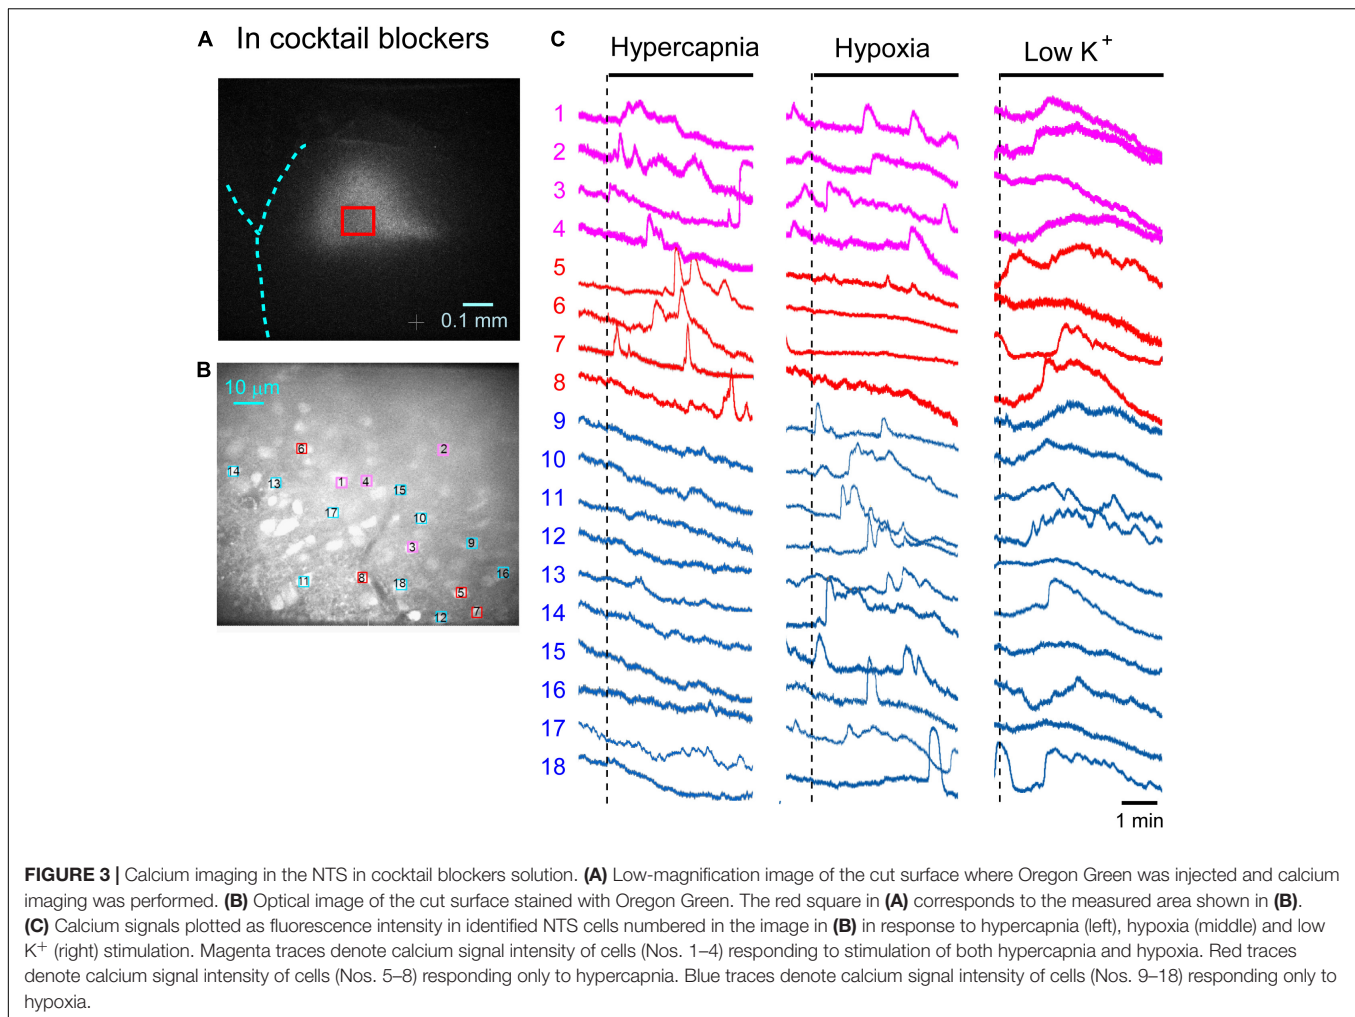 A In cocktail blockers
0.1 mm
B
10 μm
6
2
14
13
1
4
15
17
10
3
9
16
11
8
18
5
12
7
C
Hypercapnia Hypoxia Low K⁺
1
2
3
4
5
6
7
8
9
10
11
12
13
14
15
16
17
18
1 min
FIGURE 3 | Calcium imaging in the NTS in cocktail blockers solution. (A) Low-magnification image of the cut surface where Oregon Green was injected and calcium
imaging was performed. (B) Optical image of the cut surface stained with Oregon Green. The red square in (A) corresponds to the measured area shown in (B).
(C) Calcium signals plotted as fluorescence intensity in identified NTS cells numbered in the image in (B) in response to hypercapnia (left), hypoxia (middle) and low
K⁺ (right) stimulation. Magenta traces denote calcium signal intensity of cells (Nos. 1–4) responding to stimulation of both hypercapnia and hypoxia. Red traces
denote calcium signal intensity of cells (Nos. 5–8) responding only to hypercapnia. Blue traces denote calcium signal intensity of cells (Nos. 9–18) responding only to
hypoxia.